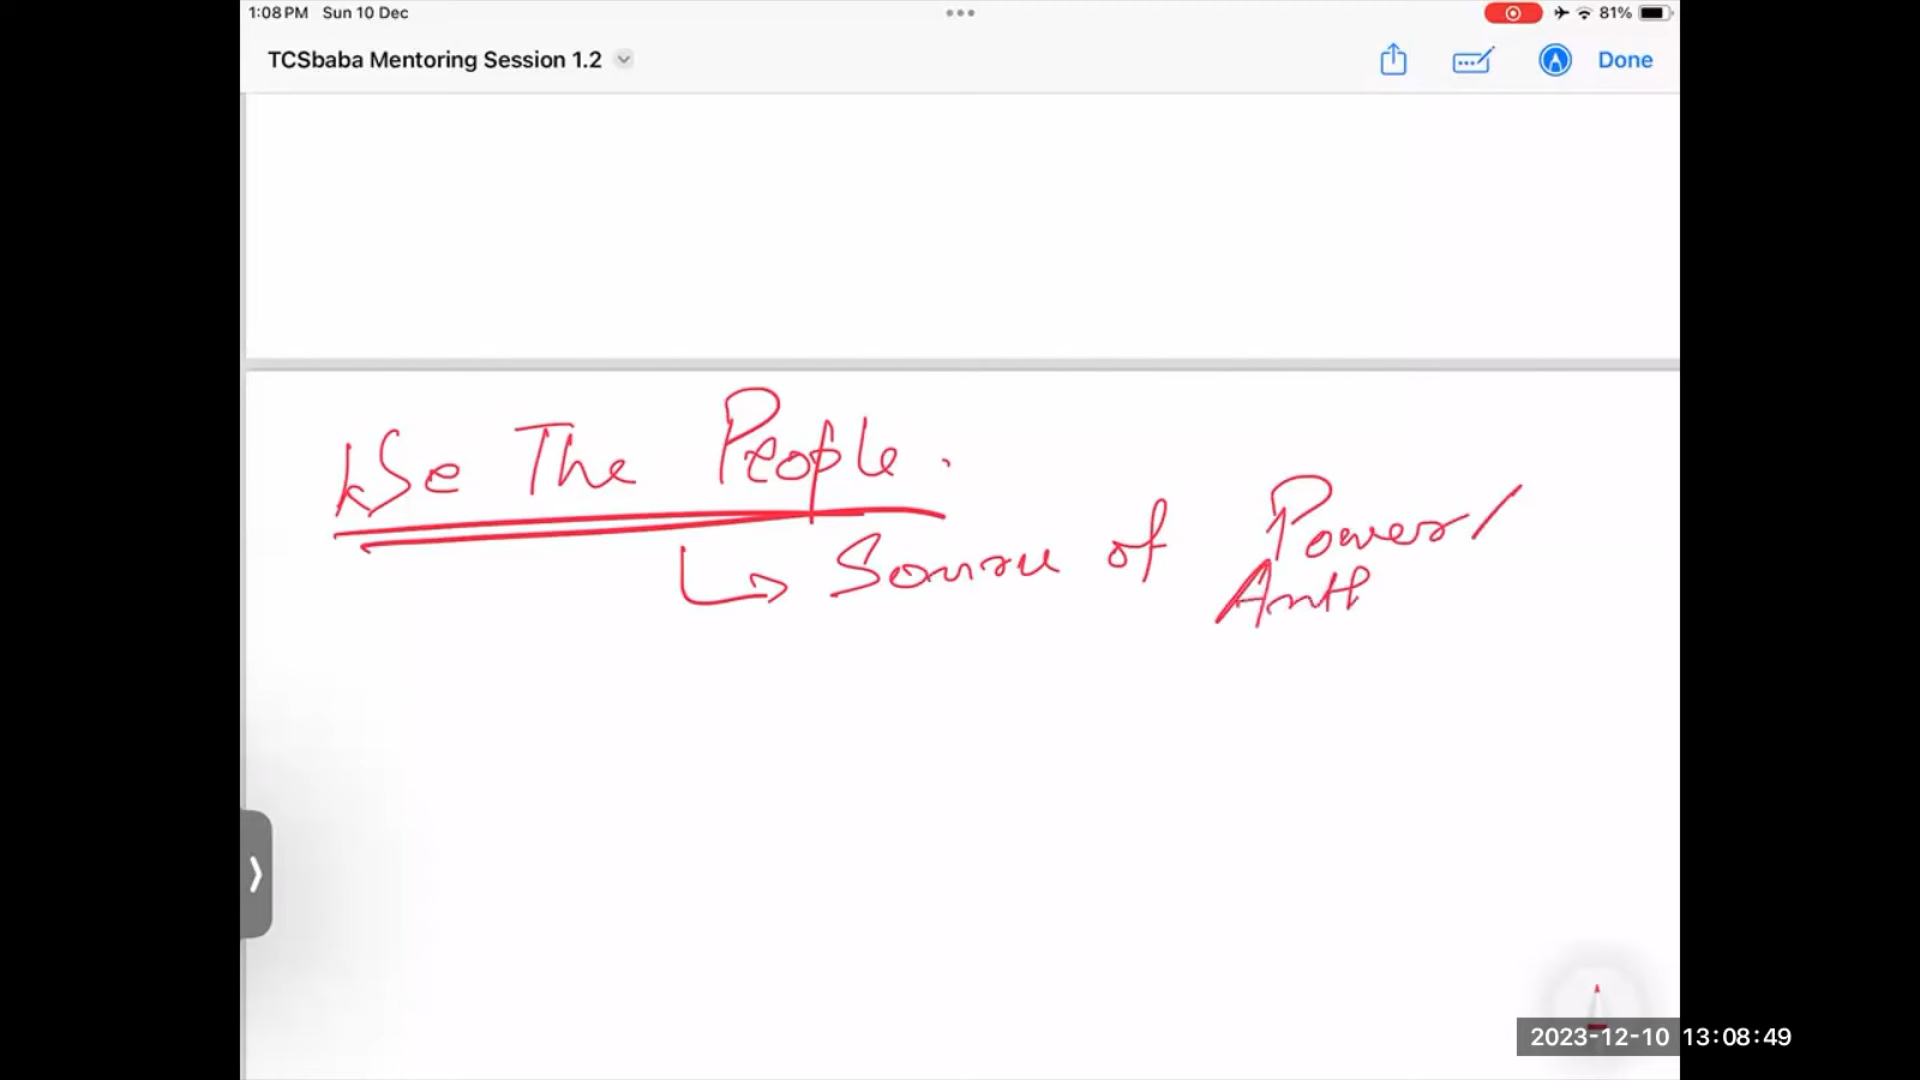 1:08 PM Sun 10 Dec
81%
TCSbaba Mentoring Session 1.2
Done
We The People.
↳ Source of Power/
Auth
2023-12-10 13:08:49